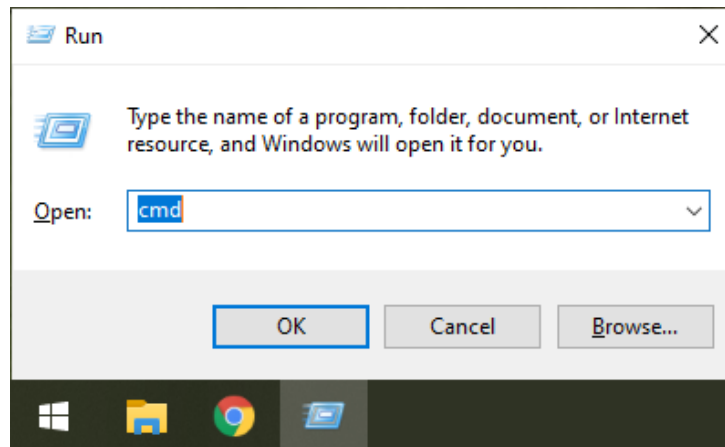 Run
Type the name of a program, folder, document, or Internet
resource, and Windows will open it for you.
Open: cmd
OK Cancel Browse...